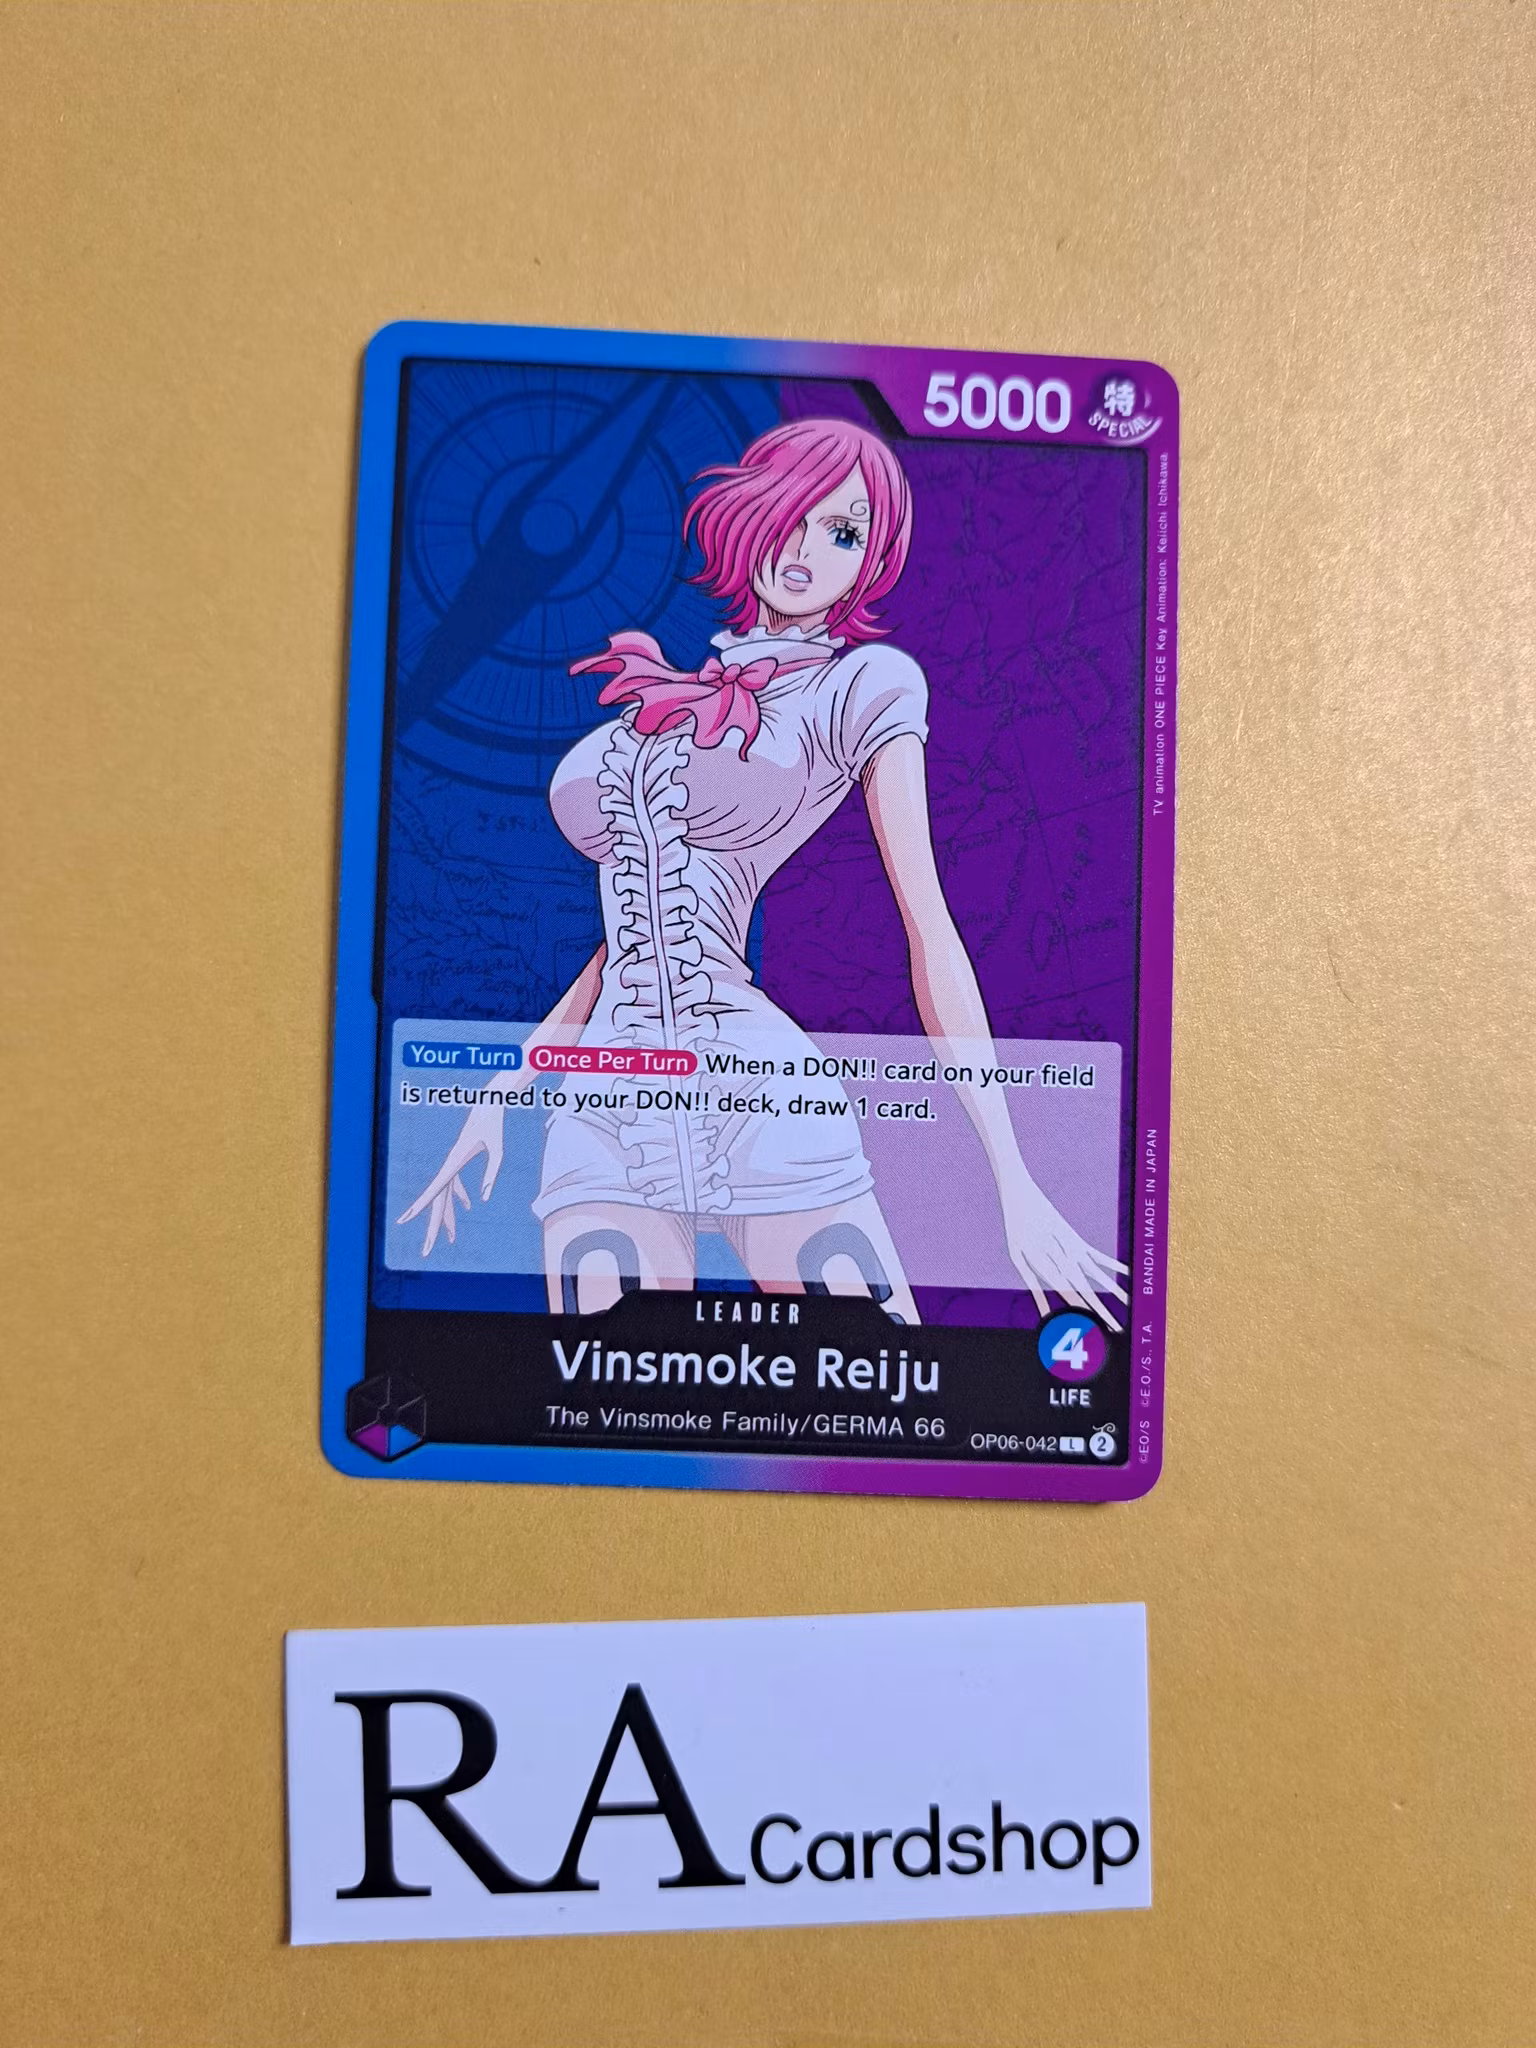 5000 特
SPECIAL
TV animation ONE PIECE Key Animation: Keiichi Ichikawa
Your Turn Once Per Turn When a DON!! card on your field
is returned to your DON!! deck, draw 1 card.
LEADER
Vinsmoke Reiju
The Vinsmoke Family/GERMA 66
4
LIFE
OP06-042 L 2
©EO/S ©E.O./S., T.A. BANDAI MADE IN JAPAN
RA Cardshop